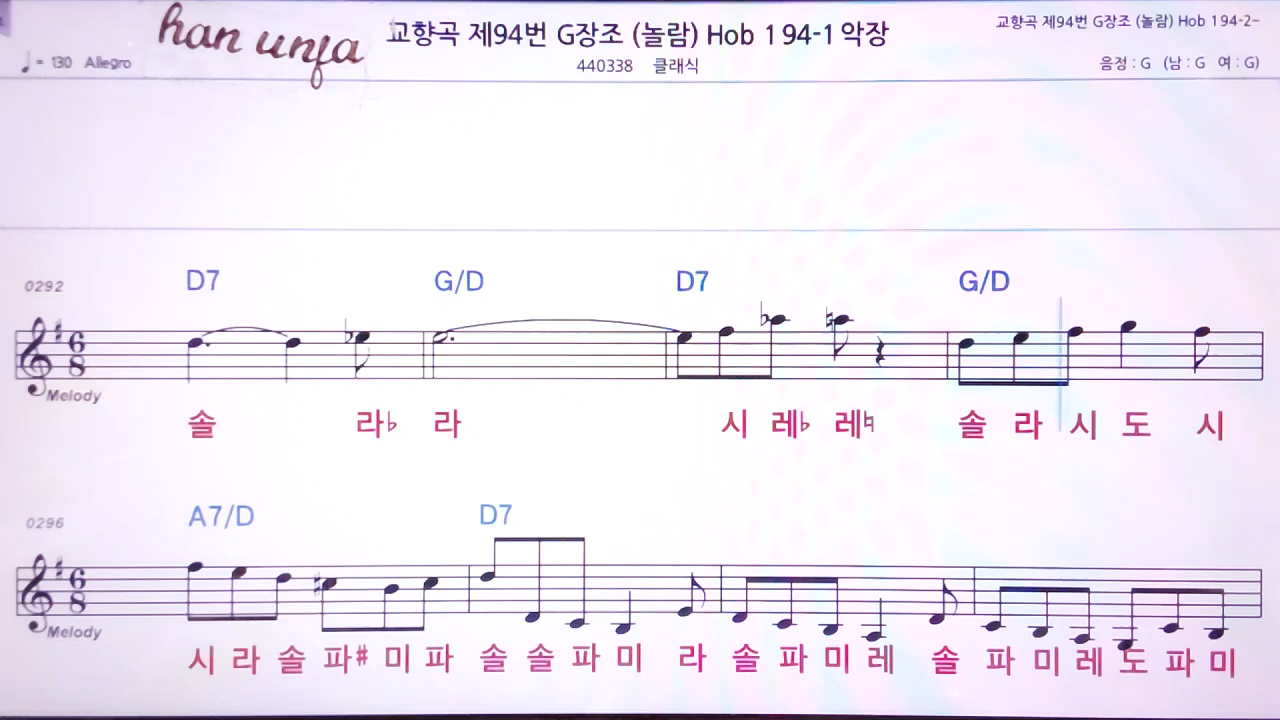 han unfa
교향곡 제94번 G장조 (놀람) Hob 1 94-1 악장
교향곡 제94번 G장조 (놀람) Hob 1 94-2-
♩ = 130 Allegro
440338 클래식
음정 : G (남 : G 여 : G)
0292 D7 G/D D7 G/D
6 8
Melody
솔 라♭ 라 시 레♭ 레♮ 솔 라 시 도 시
0296 A7/D D7
6 8
Melody
시 라 솔 파# 미 파 솔 솔 파 미 라 솔 파 미 레 솔 파 미 레 도 파 미